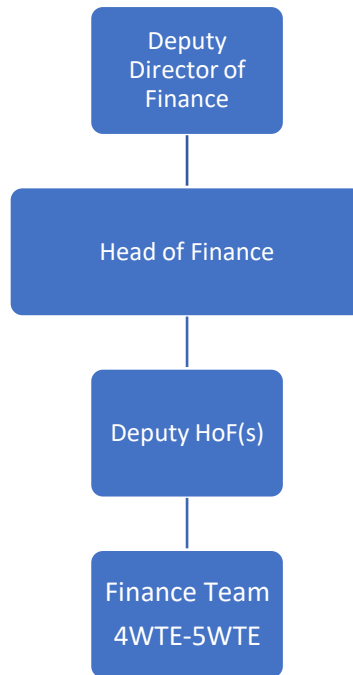 Deputy
Director of
Finance
Head of Finance
Deputy HoF(s)
Finance Team
4WTE-5WTE